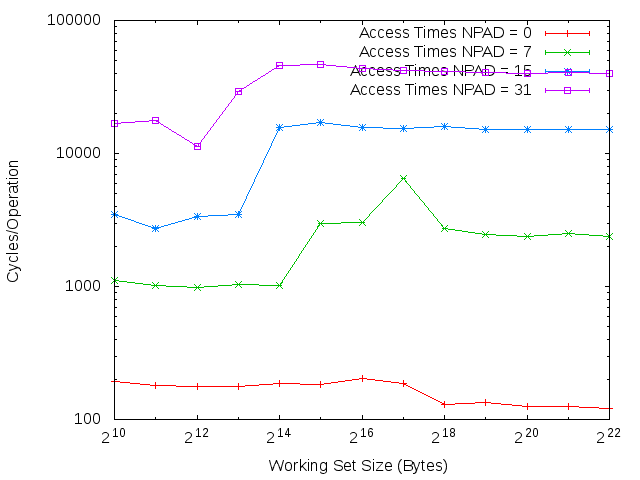 100000
10000
1000
100
Cycles/Operation
Access Times NPAD = 0
Access Times NPAD = 7
Access Times NPAD = 15
Access Times NPAD = 31
2^10 2^12 2^14 2^16 2^18 2^20 2^22
Working Set Size (Bytes)